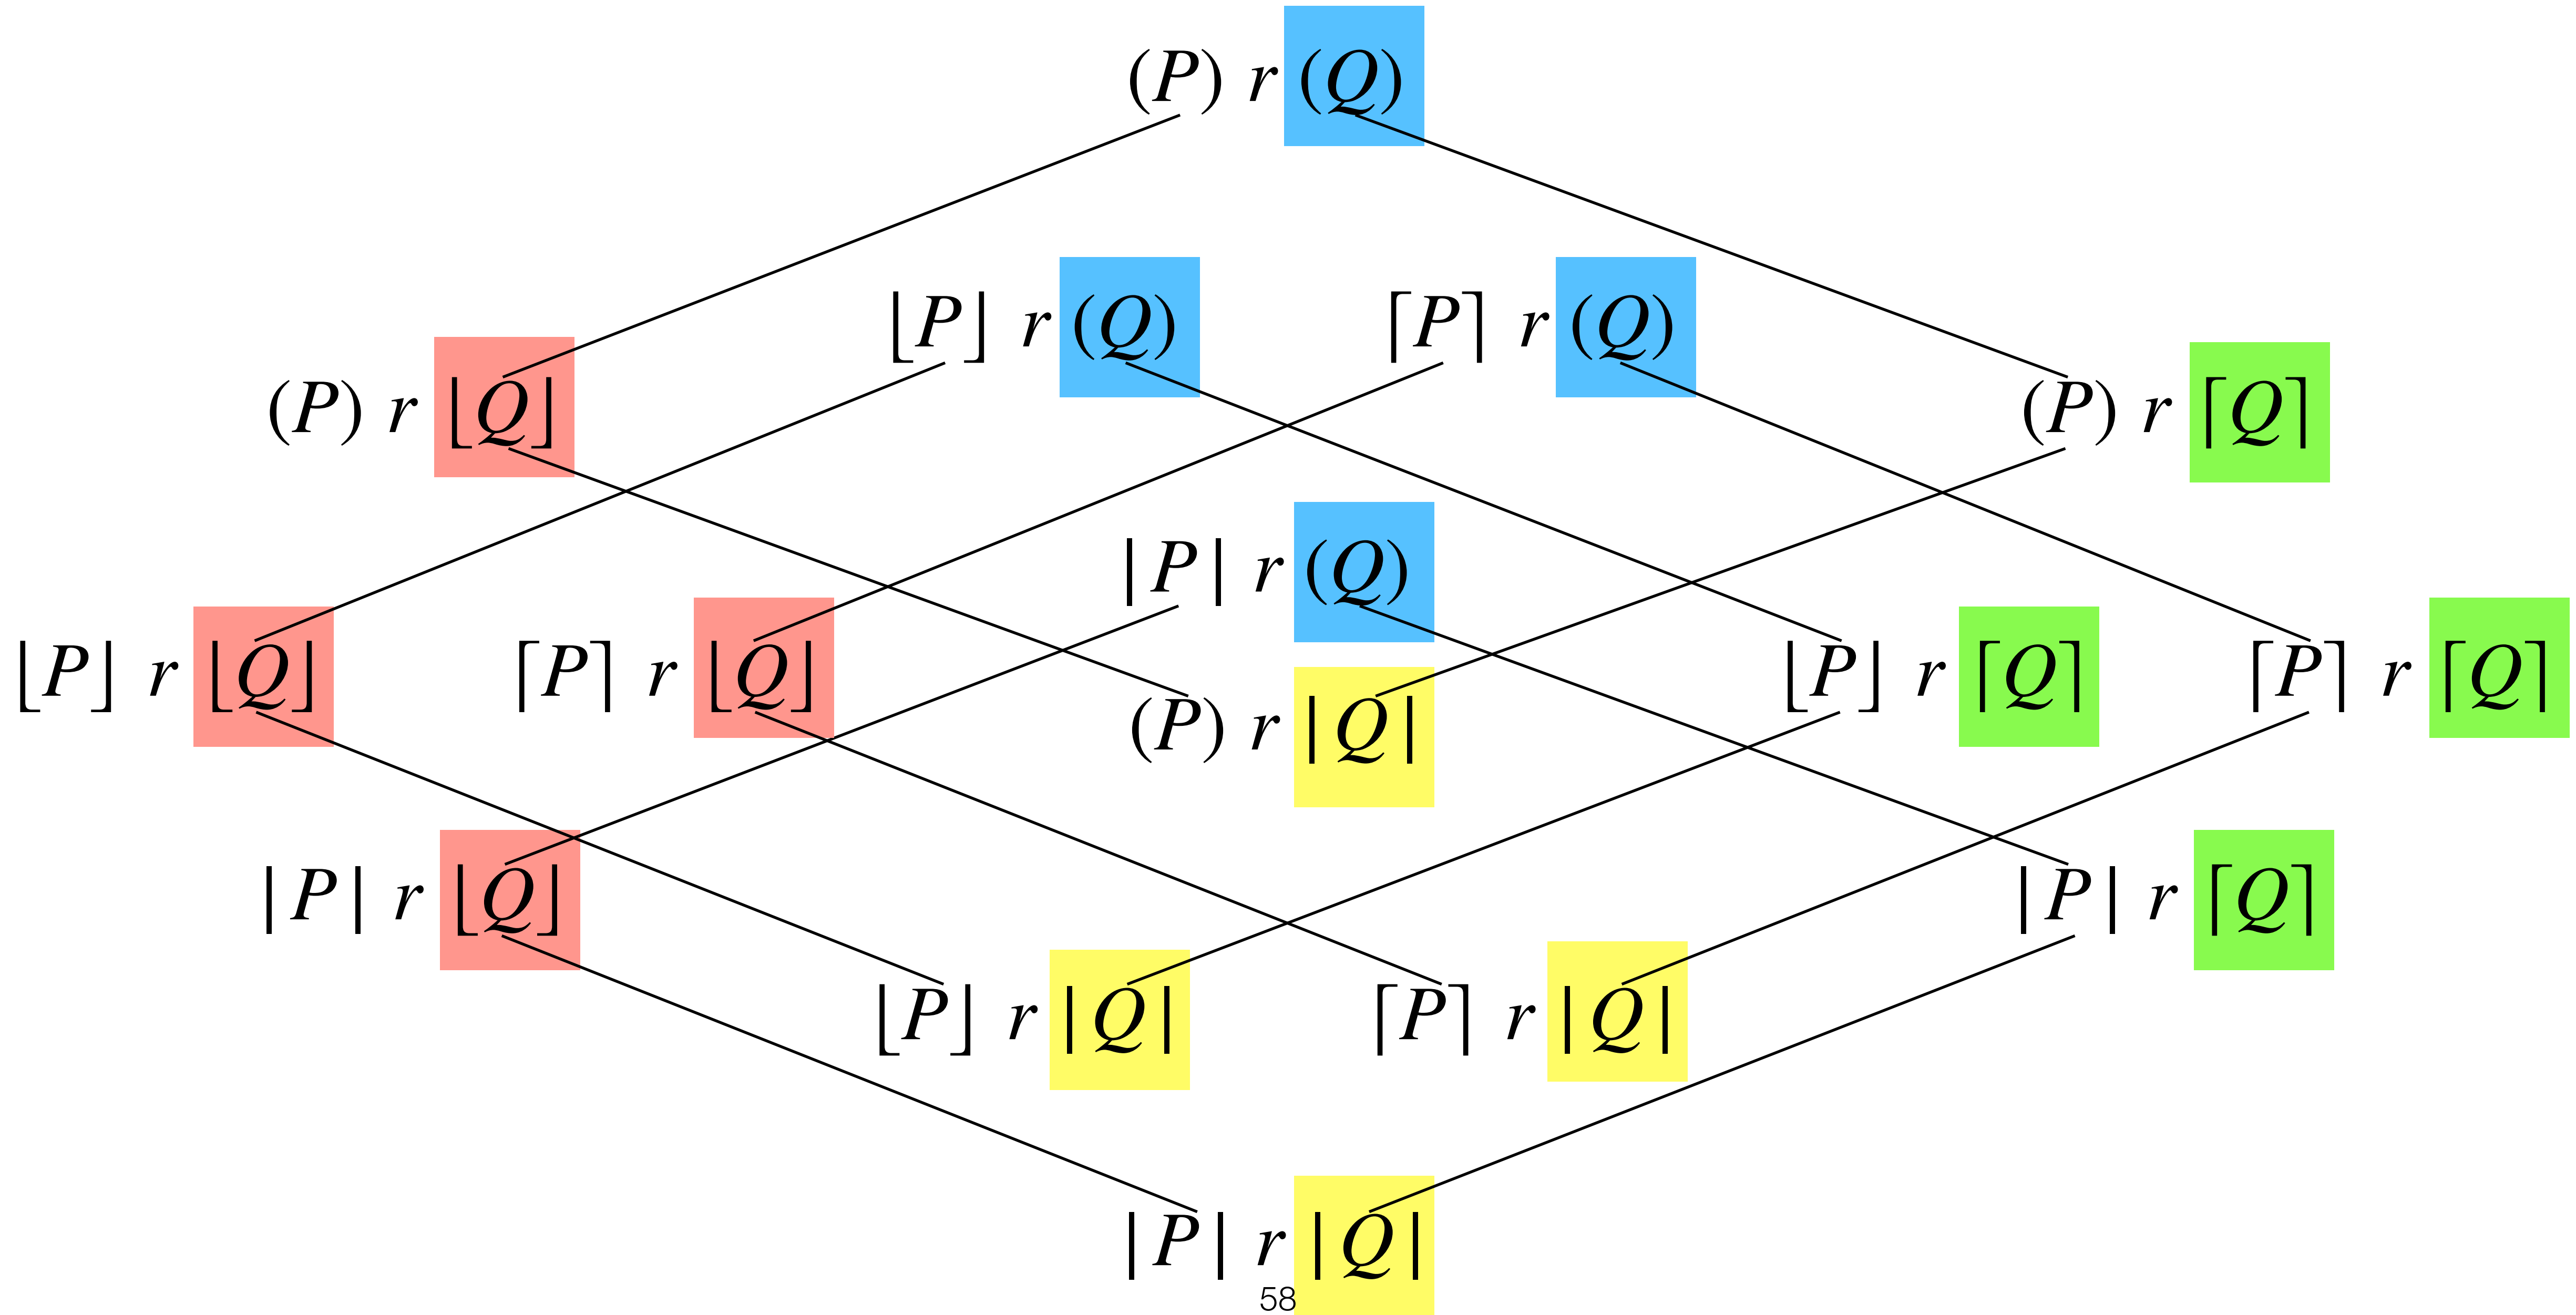 (P) r (Q)
⌊P⌋ r (Q)
⌈P⌉ r (Q)
(P) r ⌊Q⌋
(P) r ⌈Q⌉
|P| r (Q)
⌊P⌋ r ⌊Q⌋
⌈P⌉ r ⌊Q⌋
(P) r |Q|
⌊P⌋ r ⌈Q⌉
⌈P⌉ r ⌈Q⌉
|P| r ⌊Q⌋
|P| r ⌈Q⌉
⌊P⌋ r |Q|
⌈P⌉ r |Q|
|P| r |Q|
58